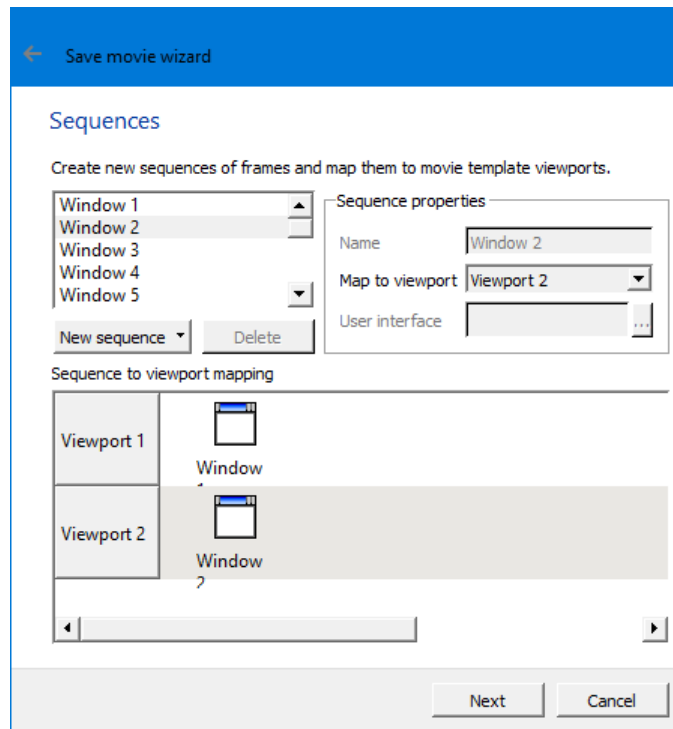 Save movie wizard
Sequences
Create new sequences of frames and map them to movie template viewports.
Window 1
Window 2
Window 3
Window 4
Window 5
New sequence
Delete
Sequence properties
Name
Window 2
Map to viewport
Viewport 2
User interface
...
Sequence to viewport mapping
Viewport 1
Window
Viewport 2
Window
2
Next
Cancel